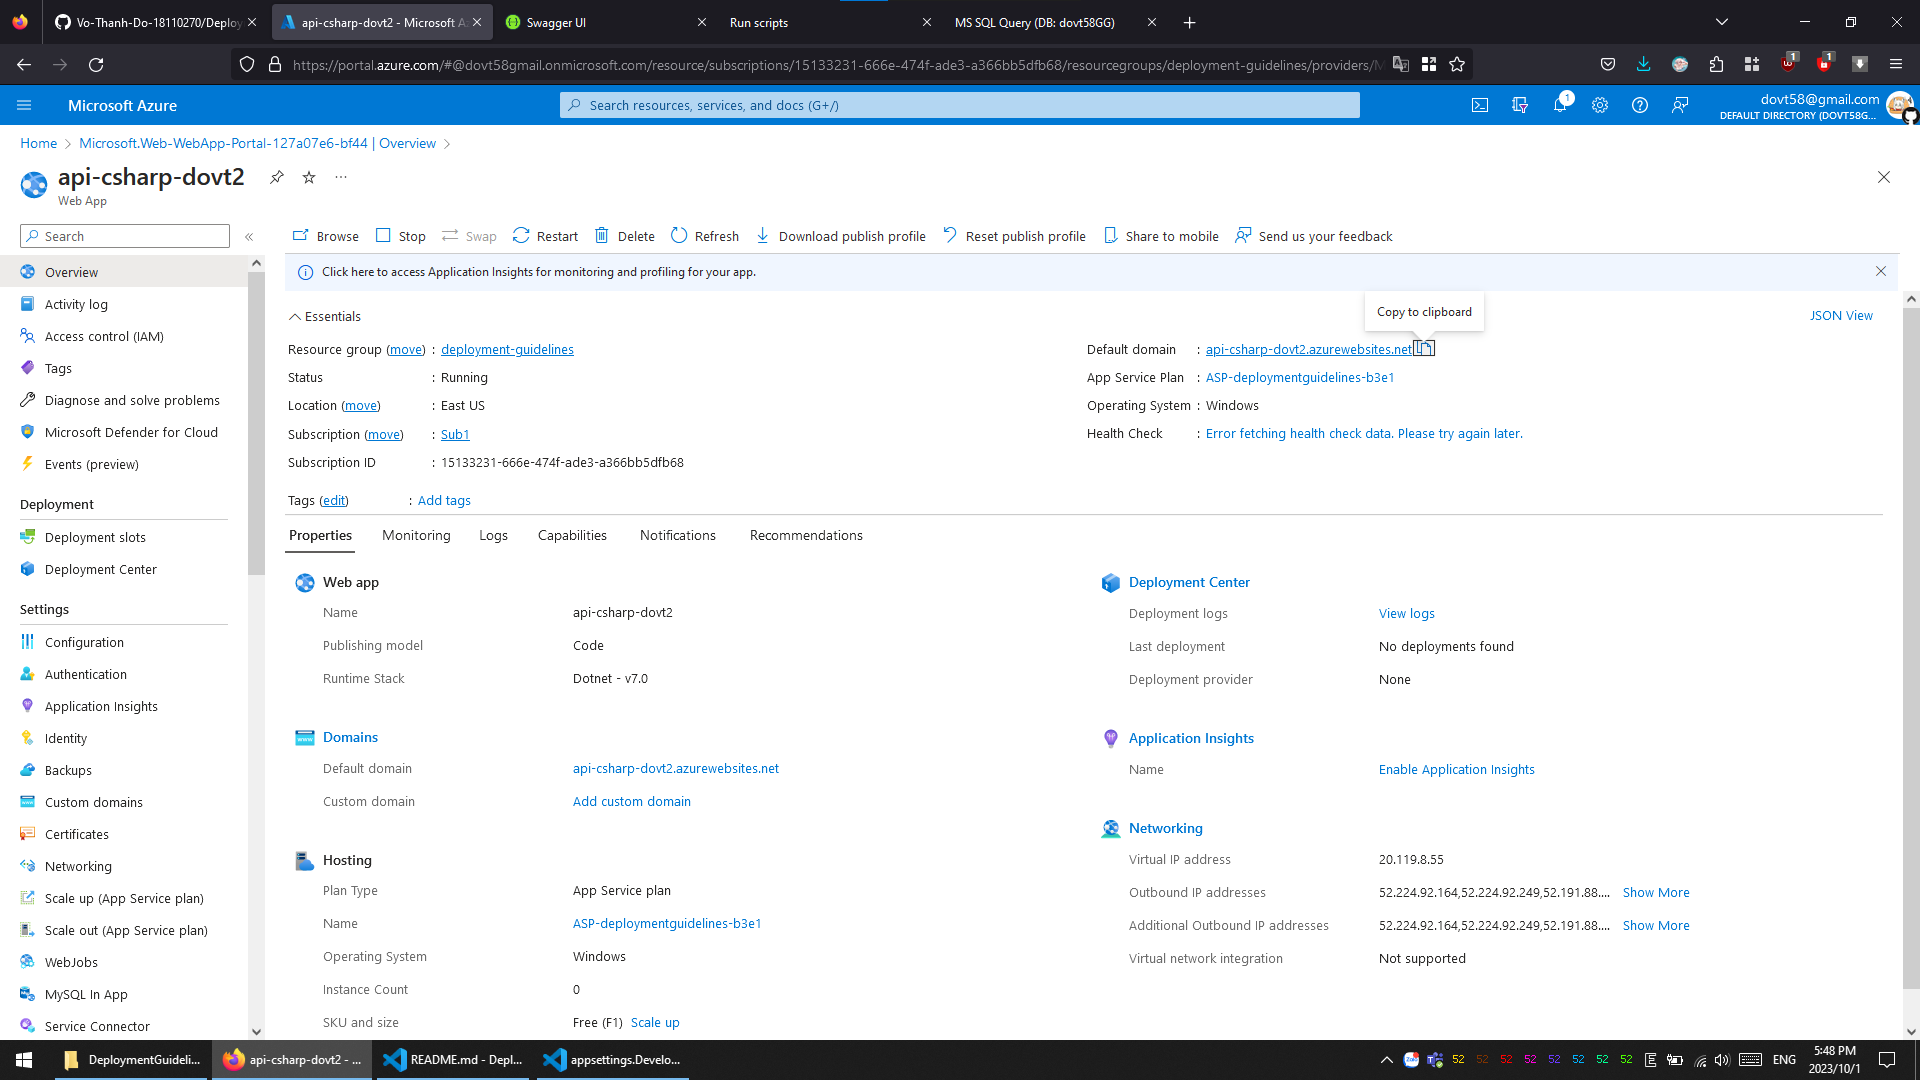 Vo-Thanh-Do-18110270/Deploy
api-csharp-dovt2 - Microsoft A
Swagger UI
Run scripts
MS SQL Query (DB: dovt58GG)
https://portal.azure.com/#@dovt58gmail.onmicrosoft.com/resource/subscriptions/15133231-666e-474f-ade3-a366bb5dfb68/resourcegroups/deployment-guidelines/providers/M
1
1
Microsoft Azure
Search resources, services, and docs (G+/)
1
dovt58@gmail.com
DEFAULT DIRECTORY (DOVT58G...
Home
Microsoft.Web-WebApp-Portal-127a07e6-bf44 | Overview
api-csharp-dovt2
Web App
Search
Browse
Stop
Swap
Restart
Delete
Refresh
Download publish profile
Reset publish profile
Share to mobile
Send us your feedback
Click here to access Application Insights for monitoring and profiling for your app.
Overview
Activity log
Access control (IAM)
Tags
Diagnose and solve problems
Microsoft Defender for Cloud
Events (preview)
Deployment
Deployment slots
Deployment Center
Settings
Configuration
Authentication
Application Insights
Identity
Backups
Custom domains
Certificates
Networking
Scale up (App Service plan)
Scale out (App Service plan)
WebJobs
MySQL In App
Service Connector
Essentials
Copy to clipboard
JSON View
Resource group (move) : deployment-guidelines
Status : Running
Location (move) : East US
Subscription (move) : Sub1
Subscription ID : 15133231-666e-474f-ade3-a366bb5dfb68
Tags (edit) : Add tags
Default domain : api-csharp-dovt2.azurewebsites.net
App Service Plan : ASP-deploymentguidelines-b3e1
Operating System : Windows
Health Check : Error fetching health check data. Please try again later.
Properties
Monitoring
Logs
Capabilities
Notifications
Recommendations
Web app
Name api-csharp-dovt2
Publishing model Code
Runtime Stack Dotnet - v7.0
Domains
Default domain api-csharp-dovt2.azurewebsites.net
Custom domain Add custom domain
Hosting
Plan Type App Service plan
Name ASP-deploymentguidelines-b3e1
Operating System Windows
Instance Count 0
SKU and size Free (F1) Scale up
Deployment Center
Deployment logs View logs
Last deployment No deployments found
Deployment provider None
Application Insights
Name Enable Application Insights
Networking
Virtual IP address 20.119.8.55
Outbound IP addresses 52.224.92.164,52.224.92.249,52.191.88.... Show More
Additional Outbound IP addresses 52.224.92.164,52.224.92.249,52.191.88.... Show More
Virtual network integration Not supported
DeploymentGuideli...
api-csharp-dovt2 - ...
README.md - Depl...
appsettings.Develo...
Zalo
52 52 52 52 52 52 52 52
ENG
5:48 PM
2023/10/1